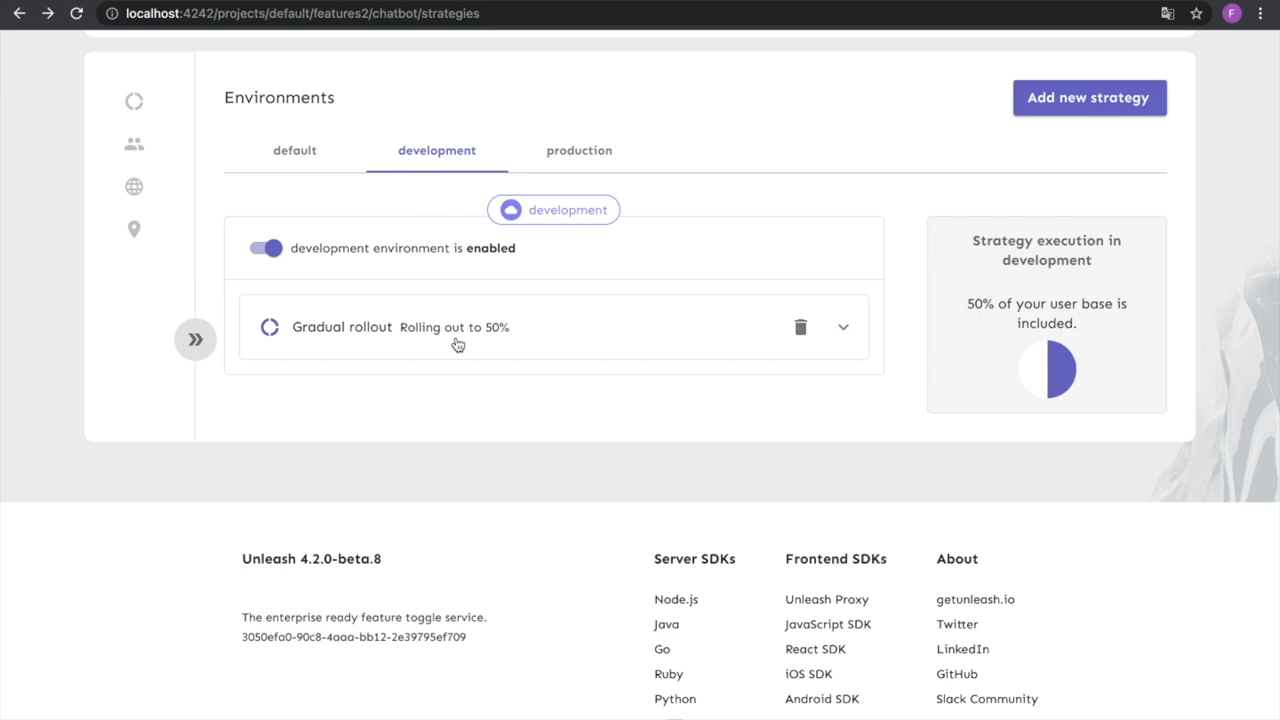 localhost:4242/projects/default/features2/chatbot/strategies
F
Environments
Add new strategy
default
development
production
development
development environment is enabled
Gradual rollout Rolling out to 50%
Strategy execution in
development
50% of your user base is
included.
Unleash 4.2.0-beta.8
The enterprise ready feature toggle service.
3050efa0-90c8-4aaa-bb12-2e39795ef709
Server SDKs
Node.js
Java
Go
Ruby
Python
Frontend SDKs
Unleash Proxy
JavaScript SDK
React SDK
iOS SDK
Android SDK
About
getunleash.io
Twitter
LinkedIn
GitHub
Slack Community